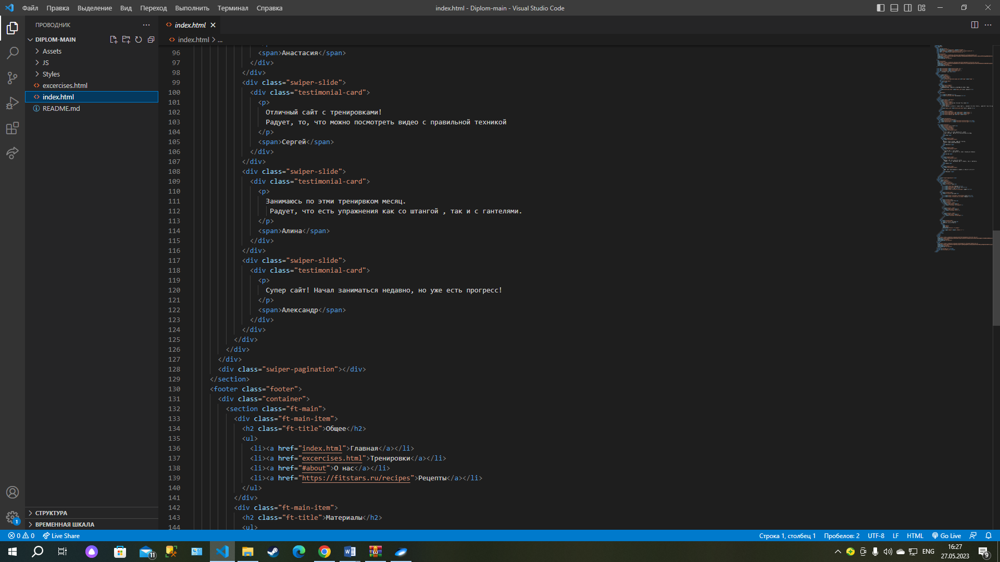 Файл Правка Выделение Вид Переход Выполнить Терминал Справка
index.html - Diplom-main - Visual Studio Code
ПРОВОДНИК
DIPLOM-MAIN
Assets
JS
Styles
excercises.html
index.html
README.md
СТРУКТУРА
ВРЕМЕННАЯ ШКАЛА
index.html
index.html > ...
96 <span>Анастасия</span>
97 </div>
98 </div>
99 <div class="swiper-slide">
100 <div class="testimonial-card">
101 <p>
102 Отличный сайт с тренировками!
103 Радует, то, что можно посмотреть видео с правильной техникой
104 </p>
105 <span>Сергей</span>
106 </div>
107 </div>
108 <div class="swiper-slide">
109 <div class="testimonial-card">
110 <p>
111 Занимаюсь по этми тренирвком месяц.
112 Радует, что есть упражнения как со штангой , так и с гантелями.
113 </p>
114 <span>Алина</span>
115 </div>
116 </div>
117 <div class="swiper-slide">
118 <div class="testimonial-card">
119 <p>
120 Супер сайт! Начал заниматься недавно, но уже есть прогресс!
121 </p>
122 <span>Александр</span>
123 </div>
124 </div>
125 </div>
126 </div>
127 </div>
128 <div class="swiper-pagination"></div>
129 </section>
130 <footer class="footer">
131 <div class="container">
132 <section class="ft-main">
133 <div class="ft-main-item">
134 <h2 class="ft-title">Общее</h2>
135 <ul>
136 <li><a href="index.html">Главная</a></li>
137 <li><a href="excercises.html">Тренировки</a></li>
138 <li><a href="#about">О нас</a></li>
139 <li><a href="https://fitstars.ru/recipes">Рецепты</a></li>
140 </ul>
141 </div>
142 <div class="ft-main-item">
143 <h2 class="ft-title">Материалы</h2>
144 <ul>
1
0 0 Live Share
Строка 1, столбец 1 Пробелов: 2 UTF-8 LF HTML Go Live
11
ENG
16:27
27.05.2023
9